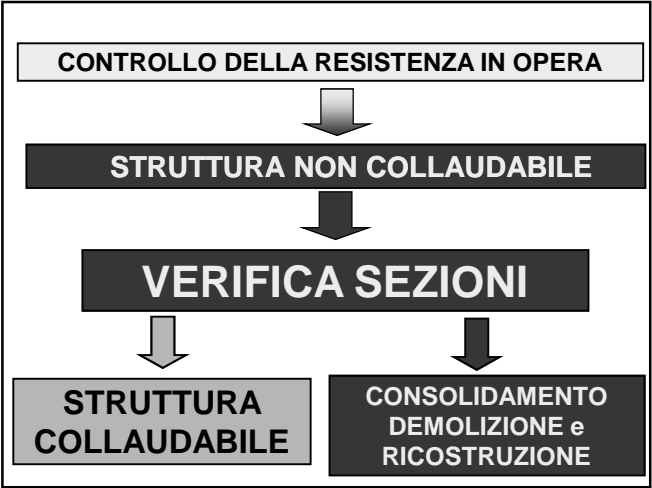 CONTROLLO DELLA RESISTENZA IN OPERA
STRUTTURA NON COLLAUDABILE
VERIFICA SEZIONI
STRUTTURA
COLLAUDABILE
CONSOLIDAMENTO
DEMOLIZIONE e
RICOSTRUZIONE